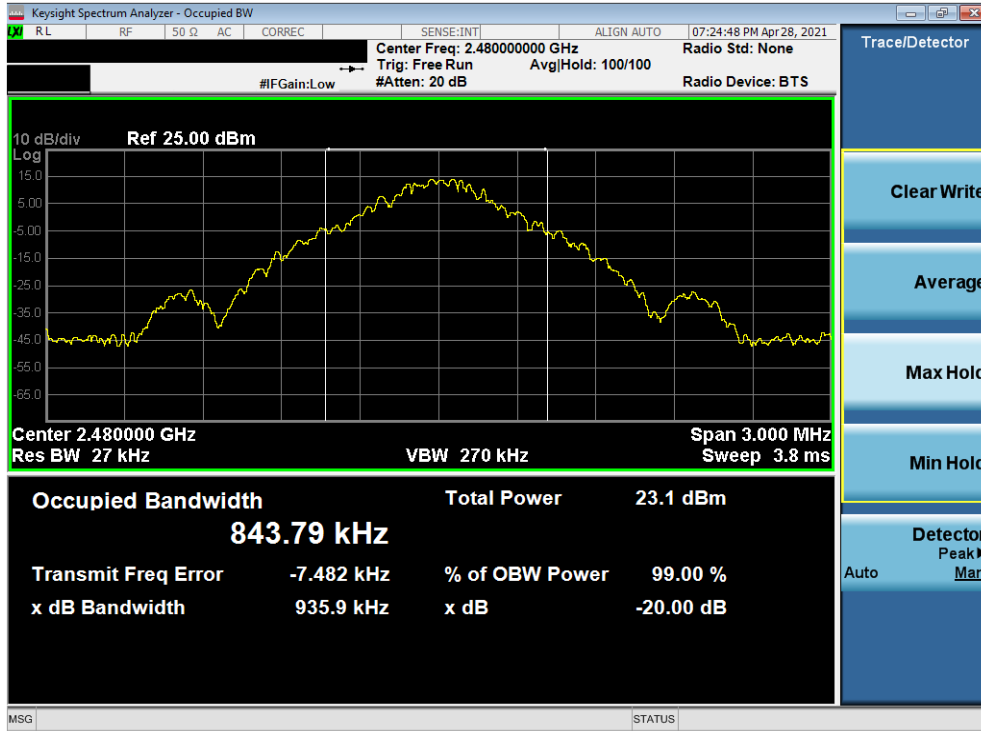 Keysight Spectrum Analyzer - Occupied BW
LXI RL RF 50 Ω AC CORREC SENSE:INT ALIGN AUTO 07:24:48 PM Apr 28, 2021
Center Freq: 2.480000000 GHz Radio Std: None
Trig: Free Run Avg|Hold: 100/100
#IFGain:Low #Atten: 20 dB Radio Device: BTS
Trace/Detector
10 dB/div Ref 25.00 dBm
Log
15.0
5.00
-5.00
-15.0
-25.0
-35.0
-45.0
-55.0
-65.0
Center 2.480000 GHz Span 3.000 MHz
Res BW 27 kHz VBW 270 kHz Sweep 3.8 ms
Occupied Bandwidth Total Power 23.1 dBm
843.79 kHz
Transmit Freq Error -7.482 kHz % of OBW Power 99.00 %
x dB Bandwidth 935.9 kHz x dB -20.00 dB
Clear Write
Average
Max Hold
Min Hold
Detector
Peak
Auto Man
MSG STATUS